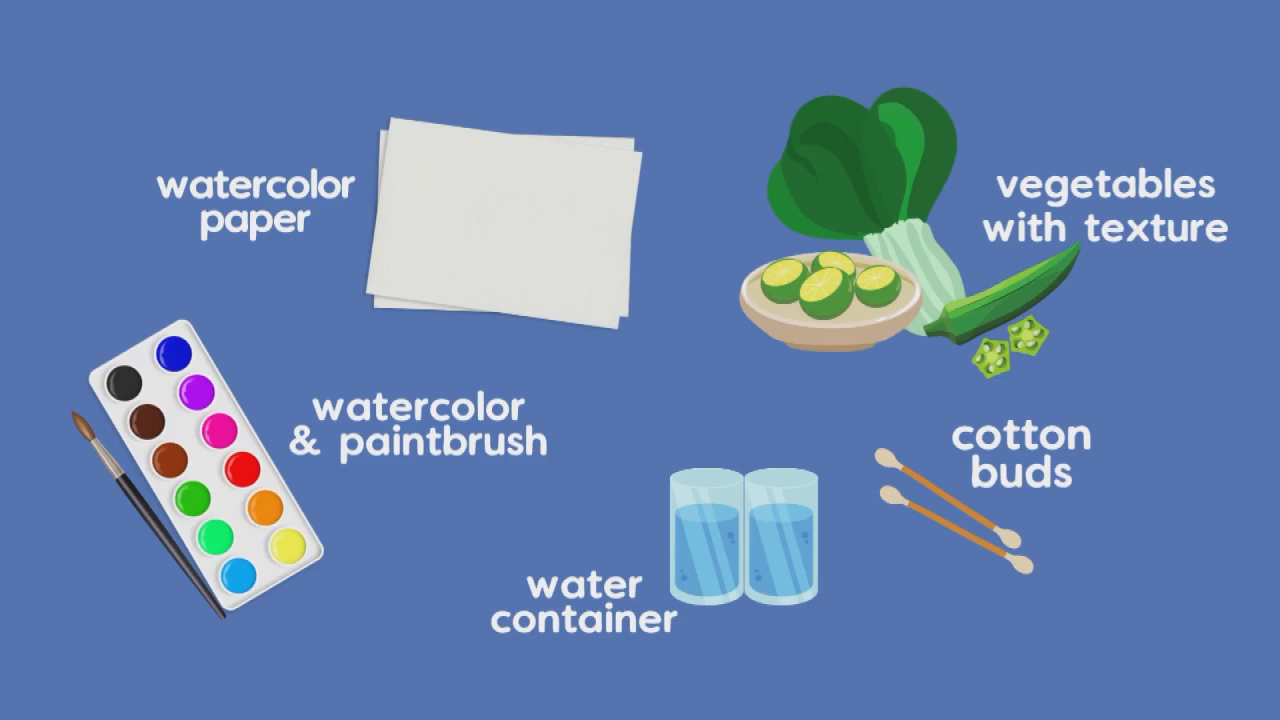 watercolor
paper
vegetables
with texture
watercolor
& paintbrush
cotton
buds
water
container